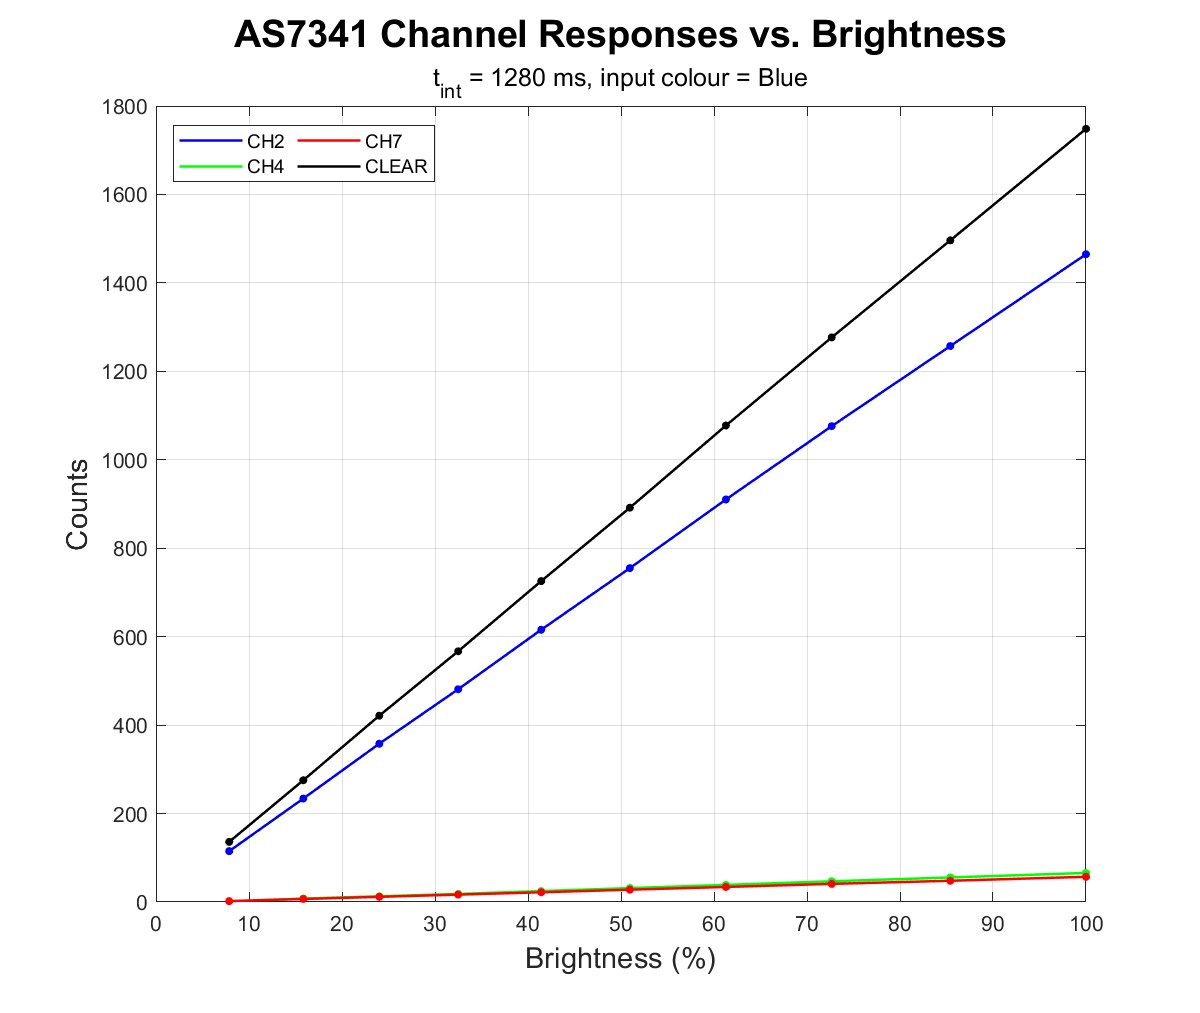 AS7341 Channel Responses vs. Brightness
t_int = 1280 ms, input colour = Blue
CH2 CH7
CH4 CLEAR
1800
1600
1400
1200
1000
800
600
400
200
0
Counts
0 10 20 30 40 50 60 70 80 90 100
Brightness (%)